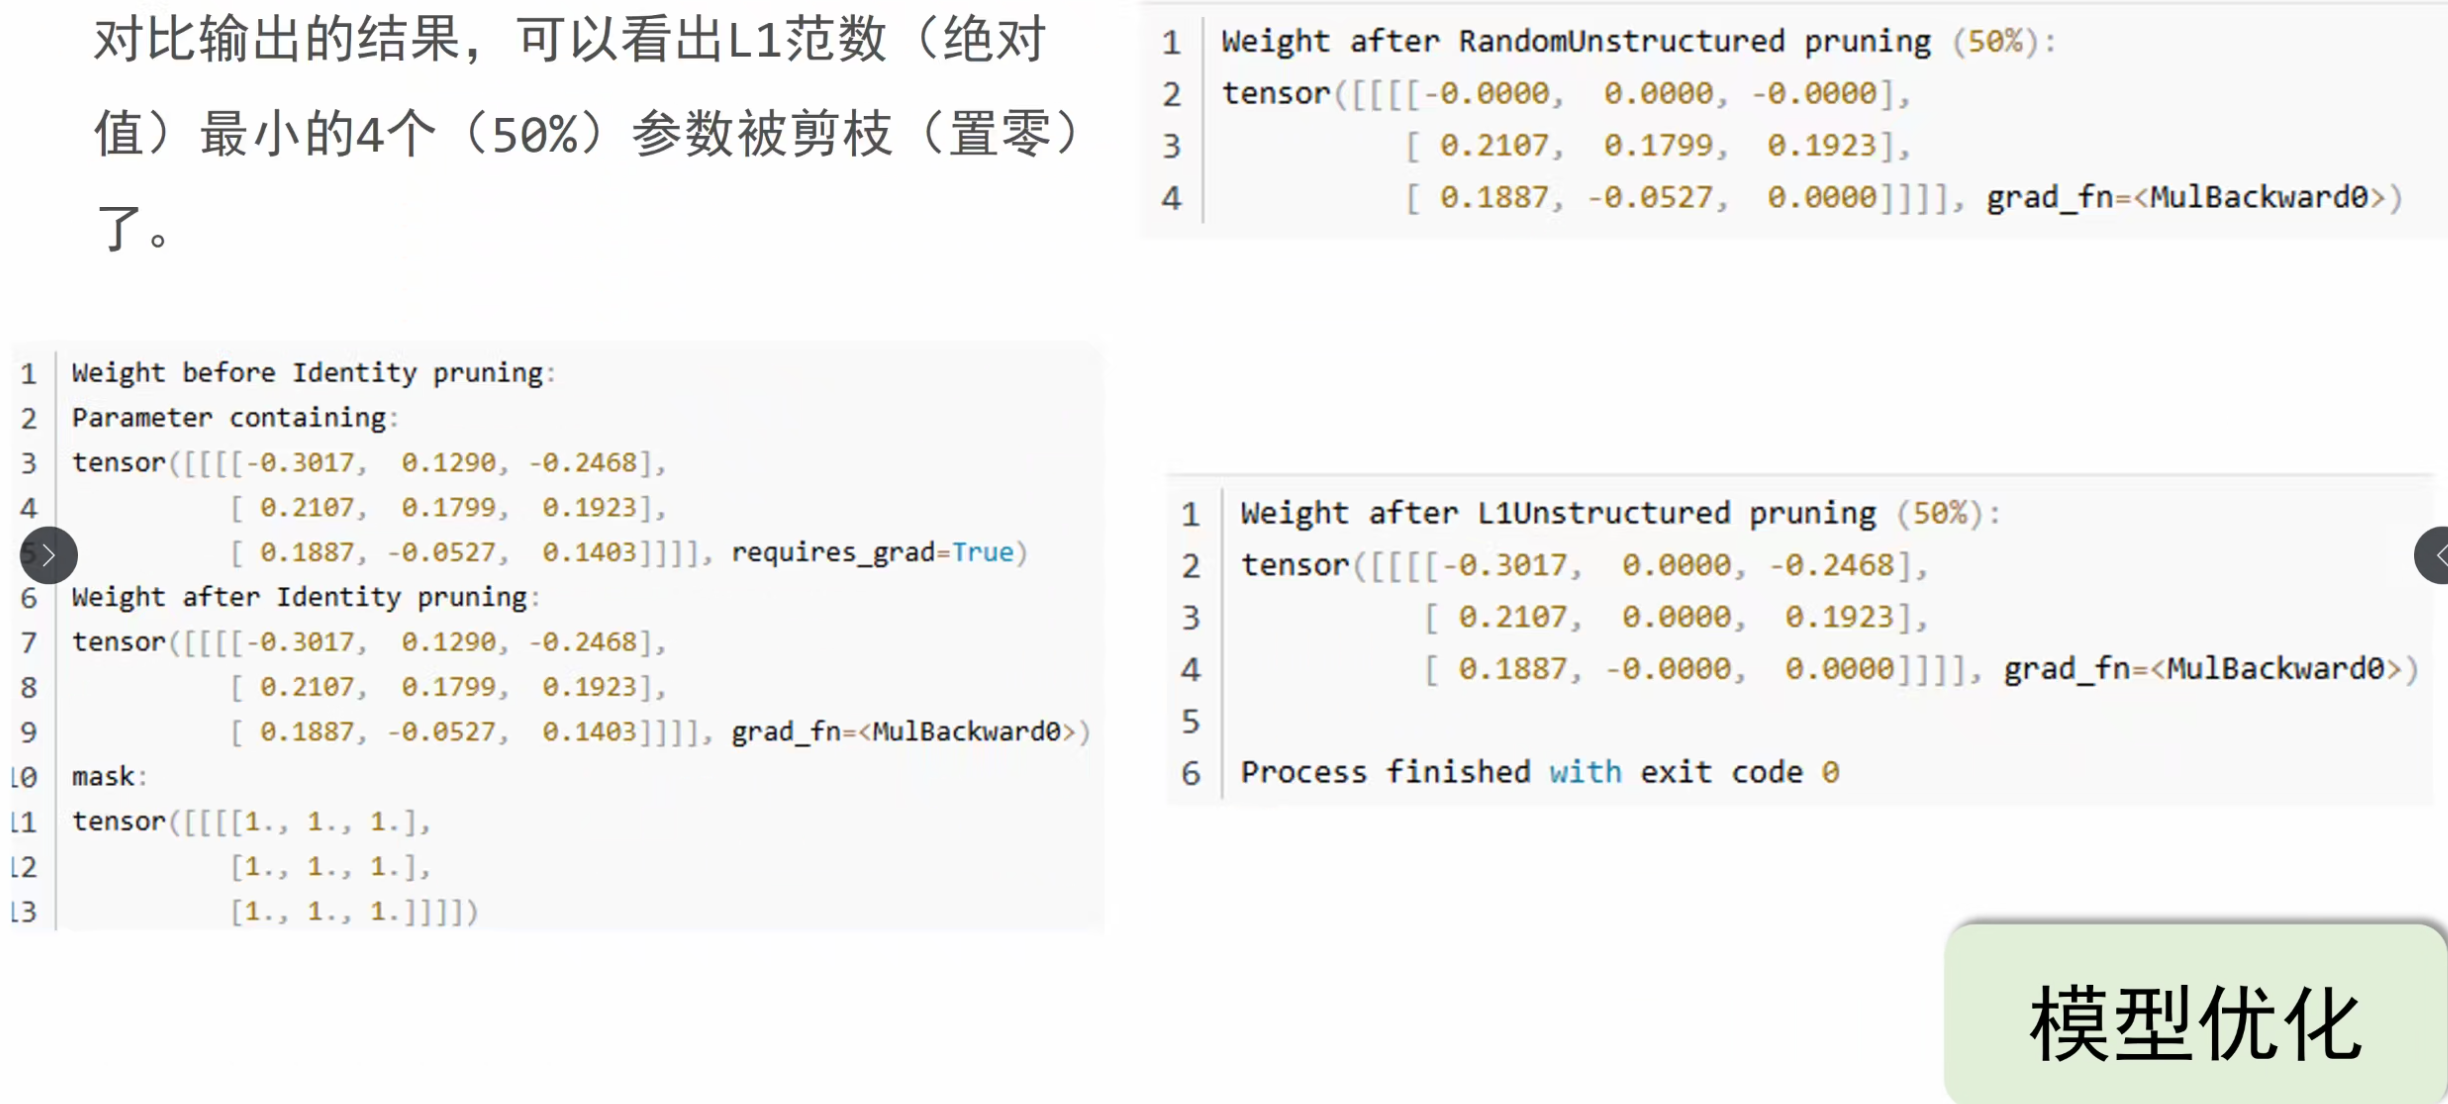 对比输出的结果，可以看出L1范数（绝对
值）最小的4个（50%）参数被剪枝（置零）
了。
1 Weight before Identity pruning:
2 Parameter containing:
3 tensor([[[[-0.3017,  0.1290, -0.2468],
4 [ 0.2107,  0.1799,  0.1923],
5 [ 0.1887, -0.0527,  0.1403]]]], requires_grad=True)
6 Weight after Identity pruning:
7 tensor([[[[-0.3017,  0.1290, -0.2468],
8 [ 0.2107,  0.1799,  0.1923],
9 [ 0.1887, -0.0527,  0.1403]]]], grad_fn=<MulBackward0>)
10 mask:
11 tensor([[[[1., 1., 1.],
12 [1., 1., 1.],
13 [1., 1., 1.]]]])
1 Weight after RandomUnstructured pruning (50%):
2 tensor([[[[-0.0000,  0.0000, -0.0000],
3 [ 0.2107,  0.1799,  0.1923],
4 [ 0.1887, -0.0527,  0.0000]]]], grad_fn=<MulBackward0>)
1 Weight after L1Unstructured pruning (50%):
2 tensor([[[[-0.3017,  0.0000, -0.2468],
3 [ 0.2107,  0.0000,  0.1923],
4 [ 0.1887, -0.0000,  0.0000]]]], grad_fn=<MulBackward0>)
5
6 Process finished with exit code 0
模型优化